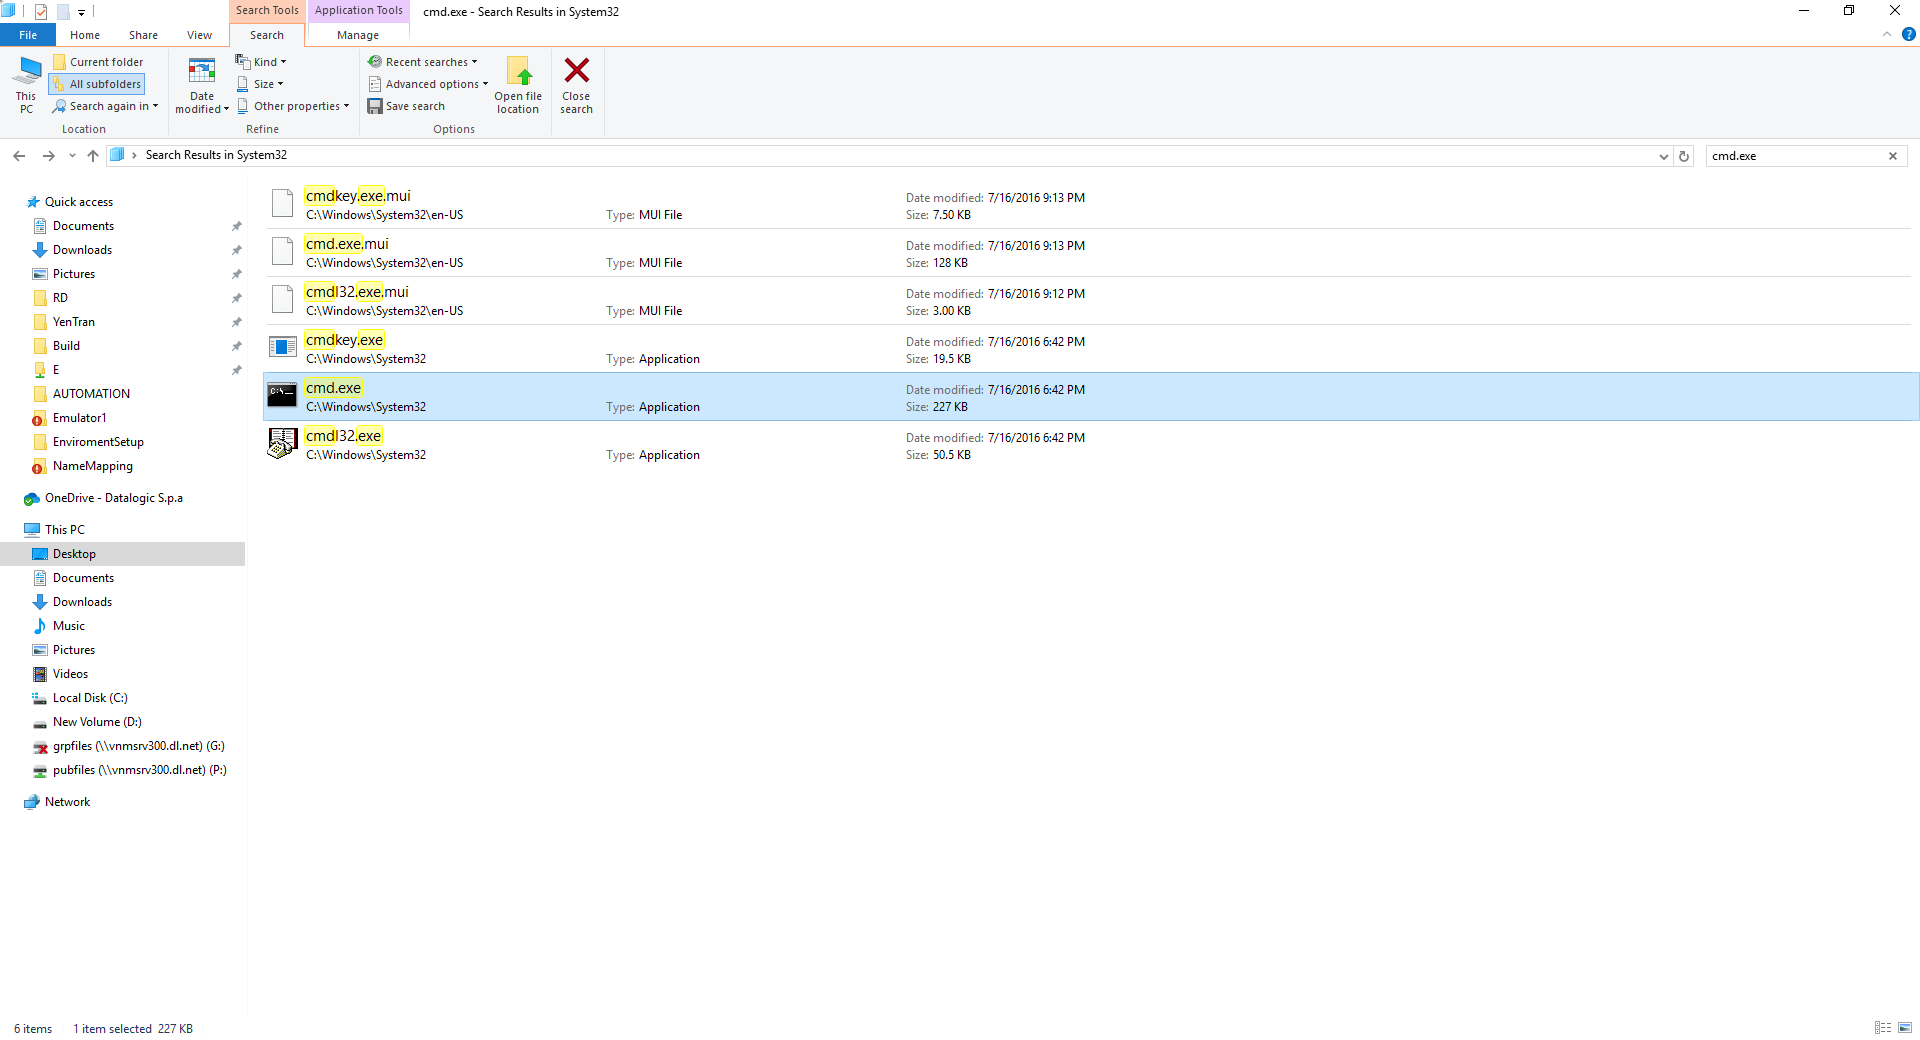 Search Tools
Application Tools
cmd.exe - Search Results in System32
File
Home
Share
View
Search
Manage
This PC
Current folder
All subfolders
Search again in
Location
Date modified
Kind
Size
Other properties
Refine
Recent searches
Advanced options
Save search
Options
Open file location
Close search
Search Results in System32
cmd.exe
Quick access
Documents
Downloads
Pictures
RD
YenTran
Build
E
AUTOMATION
Emulator1
EnviromentSetup
NameMapping
OneDrive - Datalogic S.p.a
This PC
Desktop
Documents
Downloads
Music
Pictures
Videos
Local Disk (C:)
New Volume (D:)
grpfiles (\\vnmsrv300.dl.net) (G:)
pubfiles (\\vnmsrv300.dl.net) (P:)
Network
cmdkey.exe.mui
C:\Windows\System32\en-US
Type: MUI File
Date modified: 7/16/2016 9:13 PM
Size: 7.50 KB
cmd.exe.mui
C:\Windows\System32\en-US
Type: MUI File
Date modified: 7/16/2016 9:13 PM
Size: 128 KB
cmdl32.exe.mui
C:\Windows\System32\en-US
Type: MUI File
Date modified: 7/16/2016 9:12 PM
Size: 3.00 KB
cmdkey.exe
C:\Windows\System32
Type: Application
Date modified: 7/16/2016 6:42 PM
Size: 19.5 KB
cmd.exe
C:\Windows\System32
Type: Application
Date modified: 7/16/2016 6:42 PM
Size: 227 KB
cmdl32.exe
C:\Windows\System32
Type: Application
Date modified: 7/16/2016 6:42 PM
Size: 50.5 KB
6 items
1 item selected 227 KB